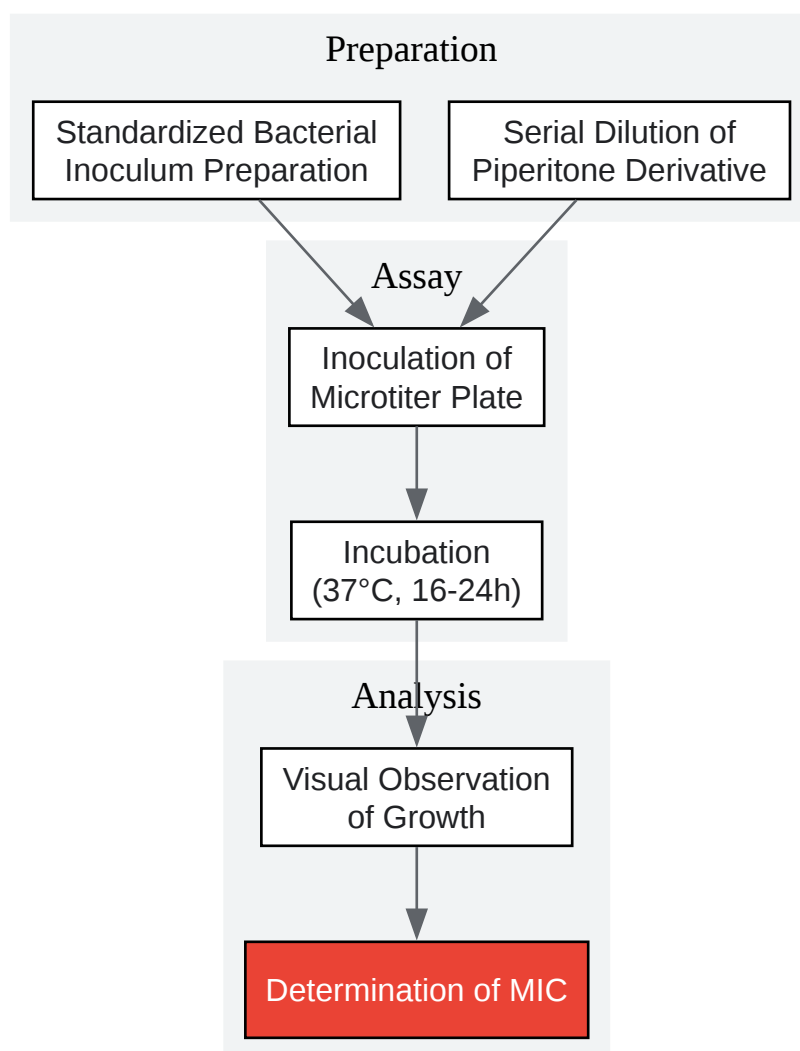 Preparation
Standardized Bacterial
Inoculum Preparation
Serial Dilution of
Piperitone Derivative
Assay
Inoculation of
Microtiter Plate
Incubation
(37°C, 16-24h)
Analysis
Visual Observation
of Growth
Determination of MIC